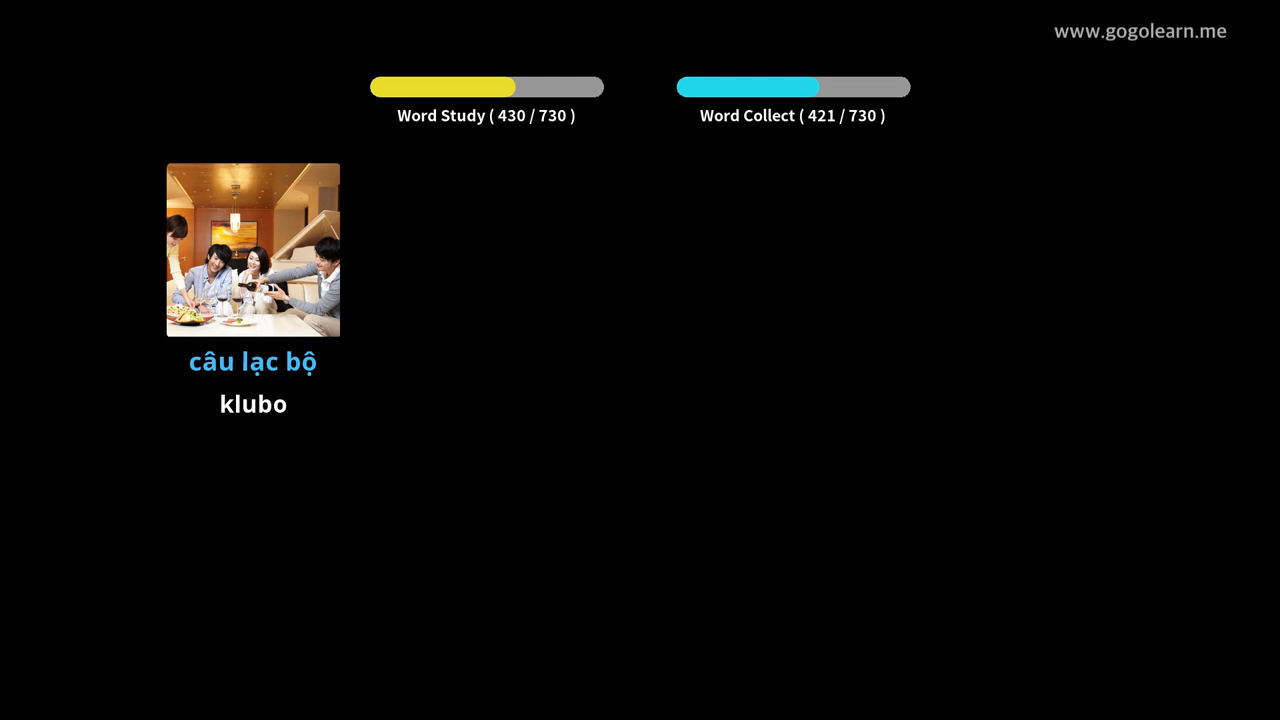 www.gogolearn.me
Word Study ( 430 / 730 )
Word Collect ( 421 / 730 )
câu lạc bộ
klubo